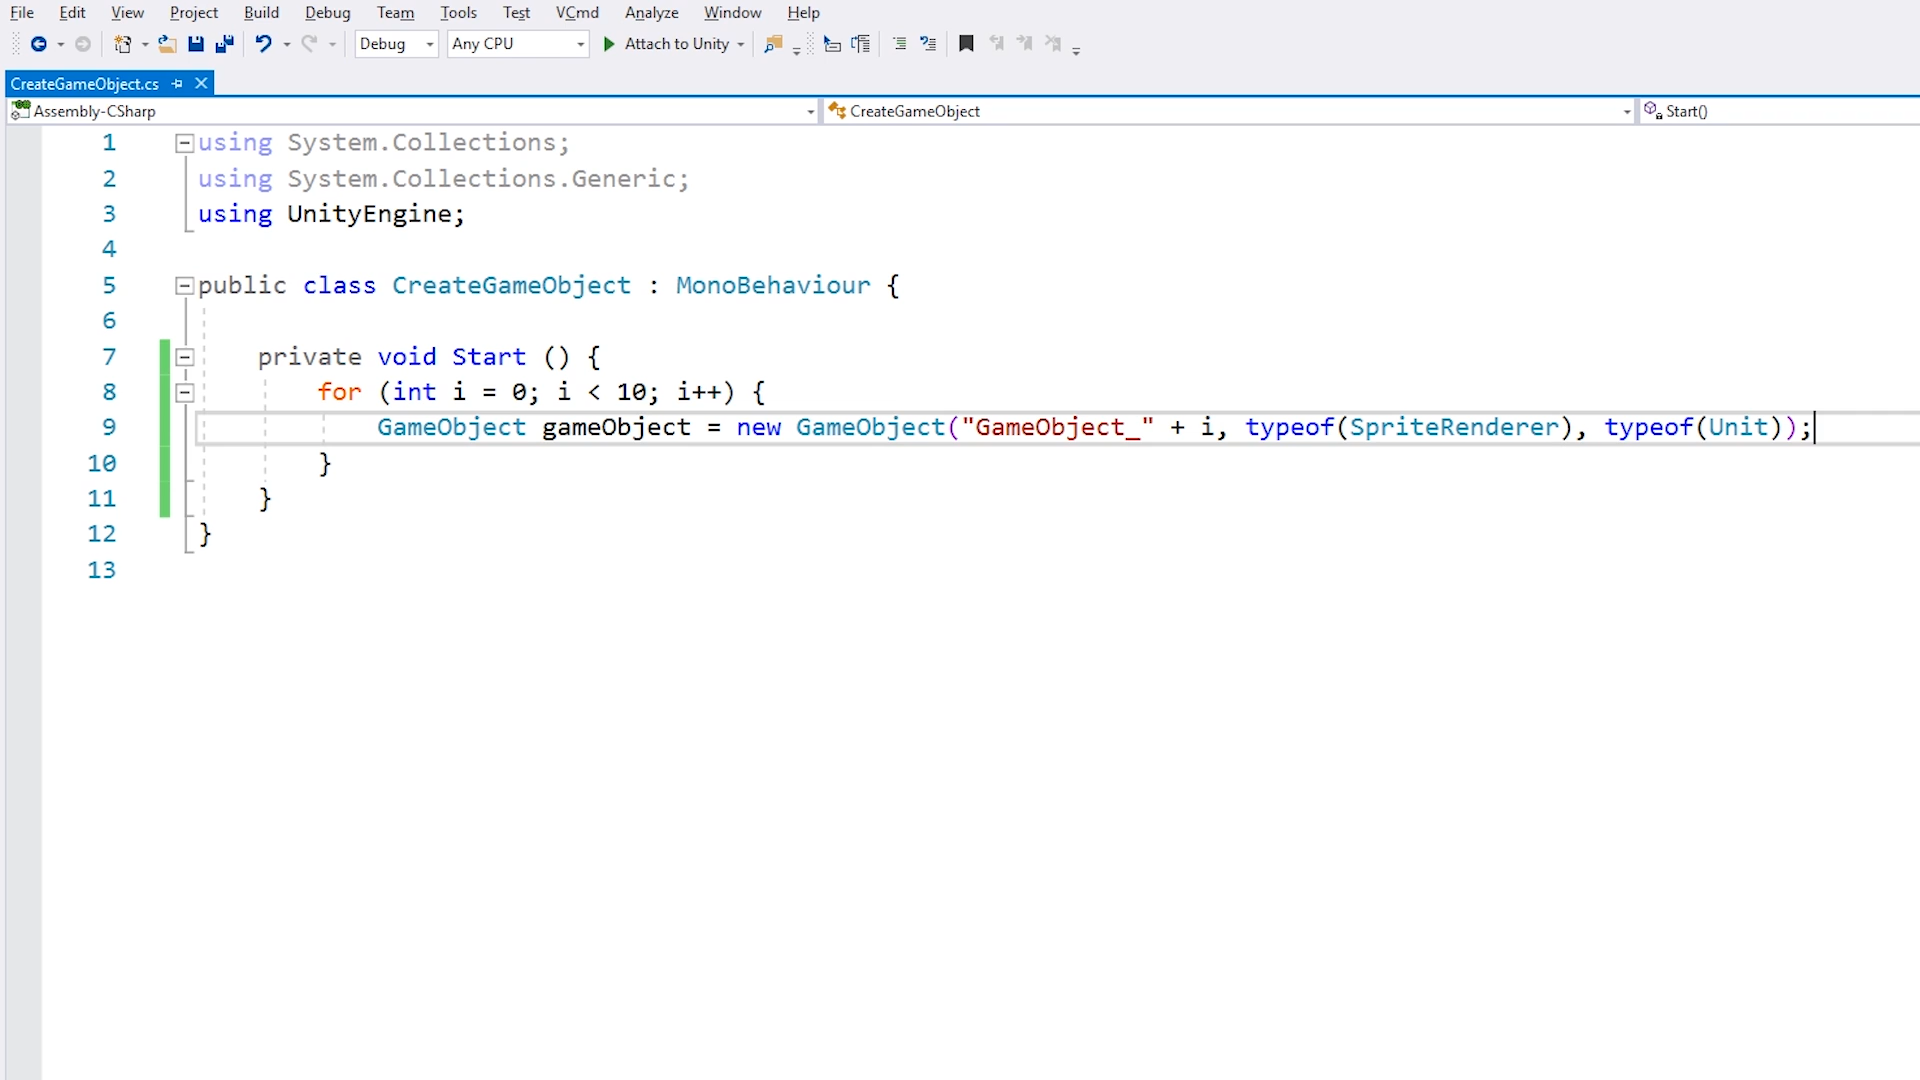 File Edit View Project Build Debug Team Tools Test VCmd Analyze Window Help
Debug Any CPU Attach to Unity
CreateGameObject.cs
Assembly-CSharp CreateGameObject Start()
1 using System.Collections;
2 using System.Collections.Generic;
3 using UnityEngine;
4
5 public class CreateGameObject : MonoBehaviour {
6
7 private void Start () {
8 for (int i = 0; i < 10; i++) {
9 GameObject gameObject = new GameObject("GameObject_" + i, typeof(SpriteRenderer), typeof(Unit));
10 }
11 }
12 }
13